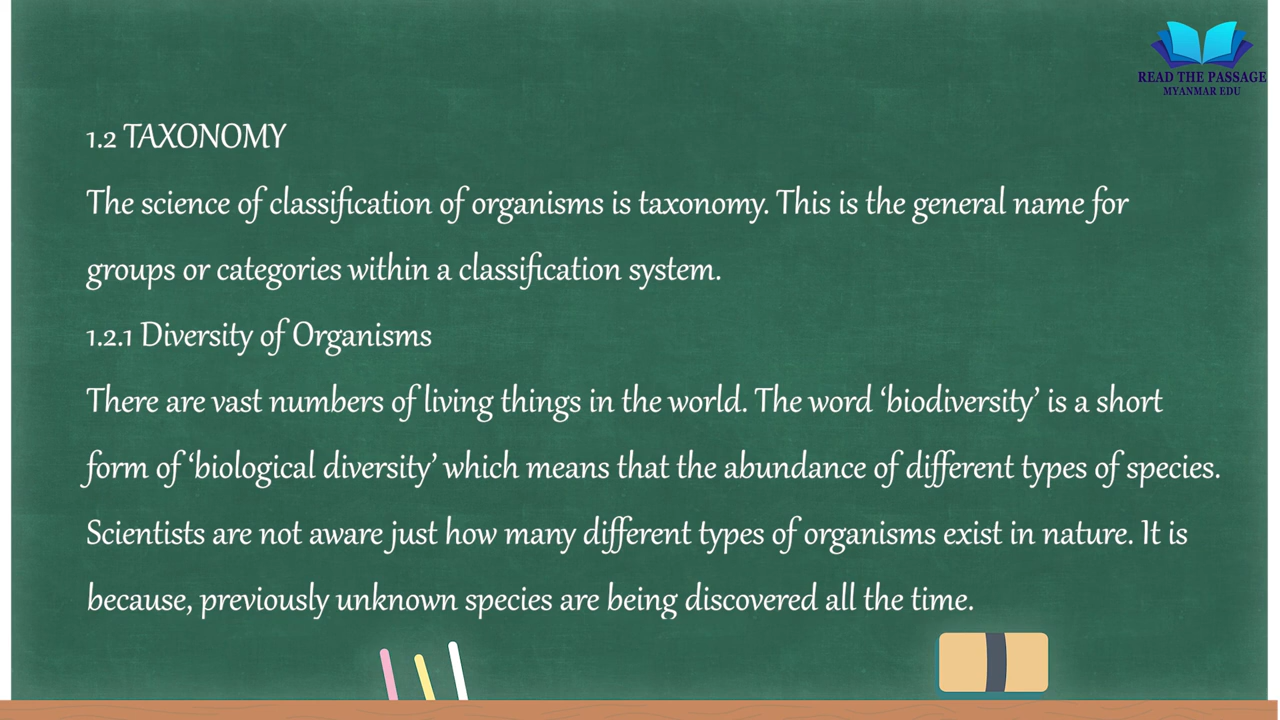 READ THE PASSAGE
MYANMAR EDU
1.2 TAXONOMY
The science of classification of organisms is taxonomy. This is the general name for
groups or categories within a classification system.
1.2.1 Diversity of Organisms
There are vast numbers of living things in the world. The word ‘biodiversity’ is a short
form of ‘biological diversity’ which means that the abundance of different types of species.
Scientists are not aware just how many different types of organisms exist in nature. It is
because, previously unknown species are being discovered all the time.